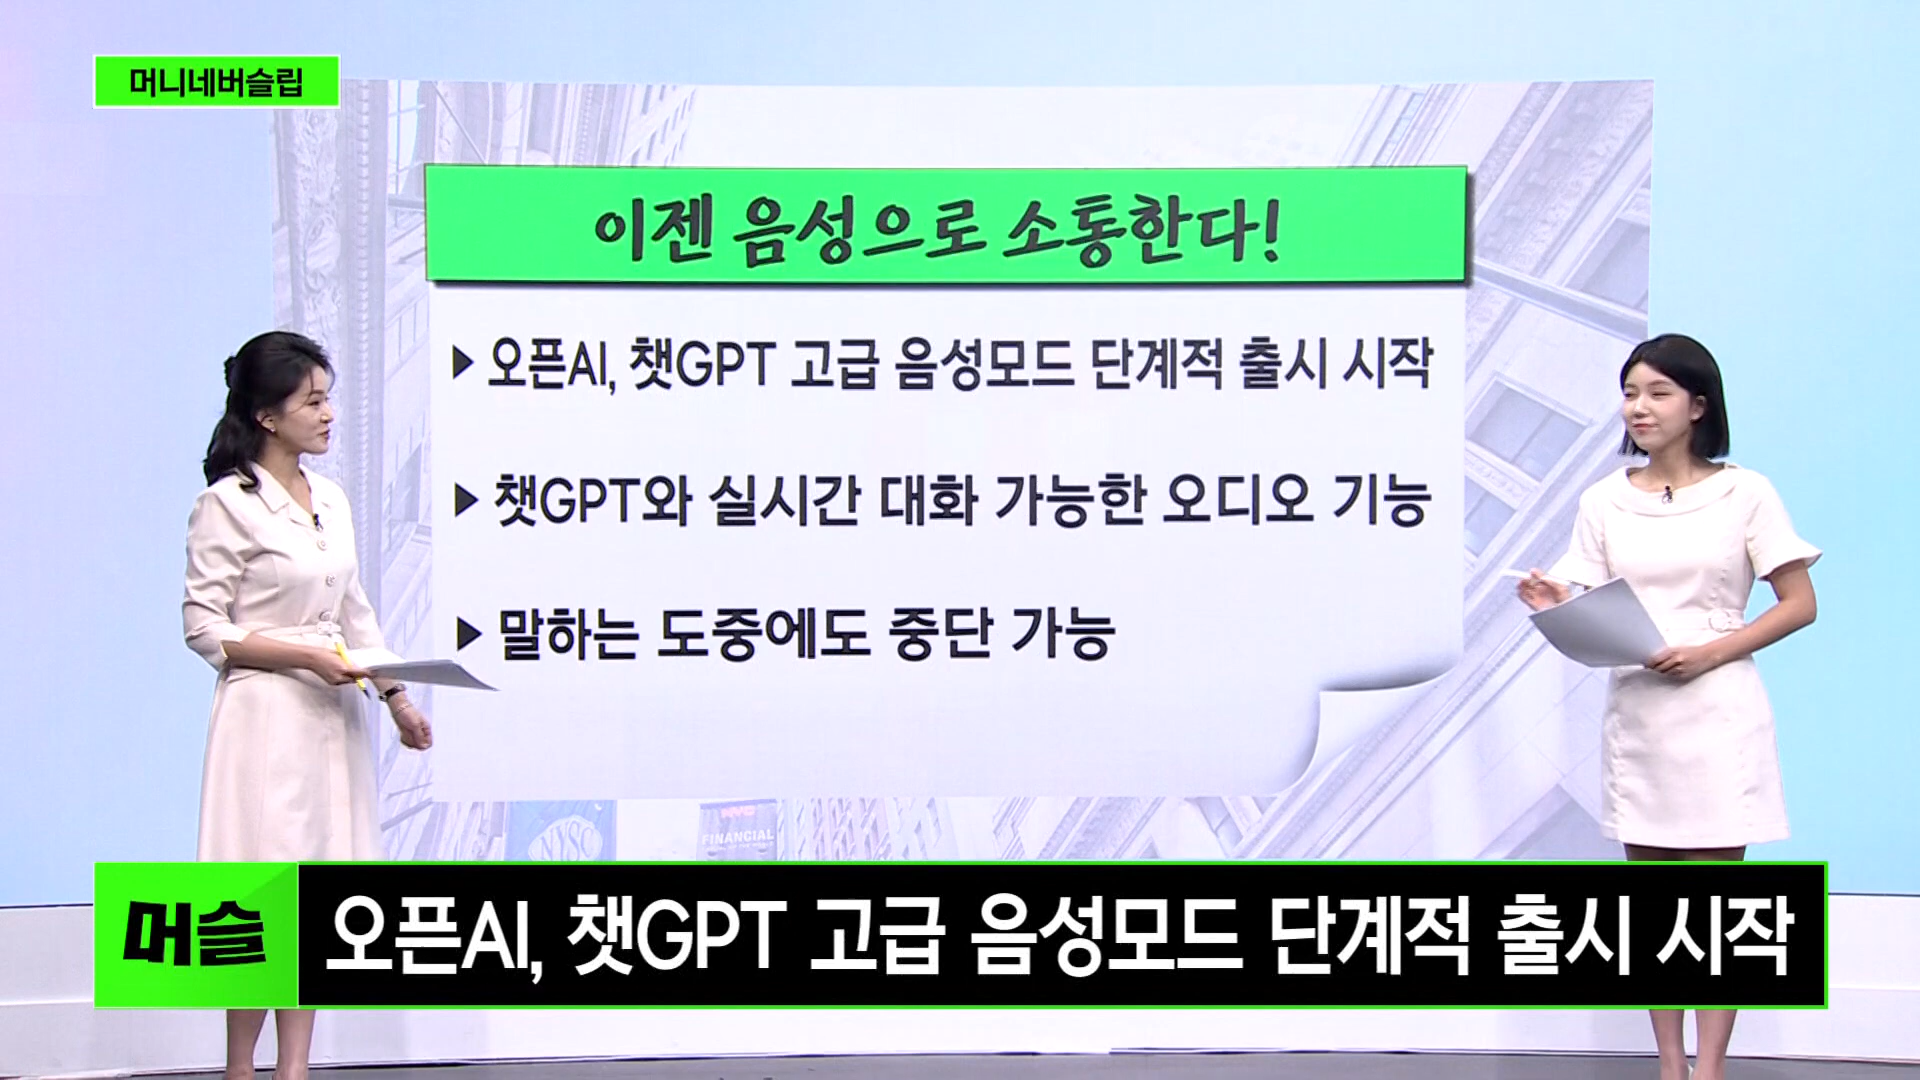 머니네버슬립
이젠 음성으로 소통한다!
▶ 오픈AI, 챗GPT 고급 음성모드 단계적 출시 시작
▶ 챗GPT와 실시간 대화 가능한 오디오 기능
▶ 말하는 도중에도 중단 가능
NYSC
NYC
FINANCIAL
머슬
오픈AI, 챗GPT 고급 음성모드 단계적 출시 시작